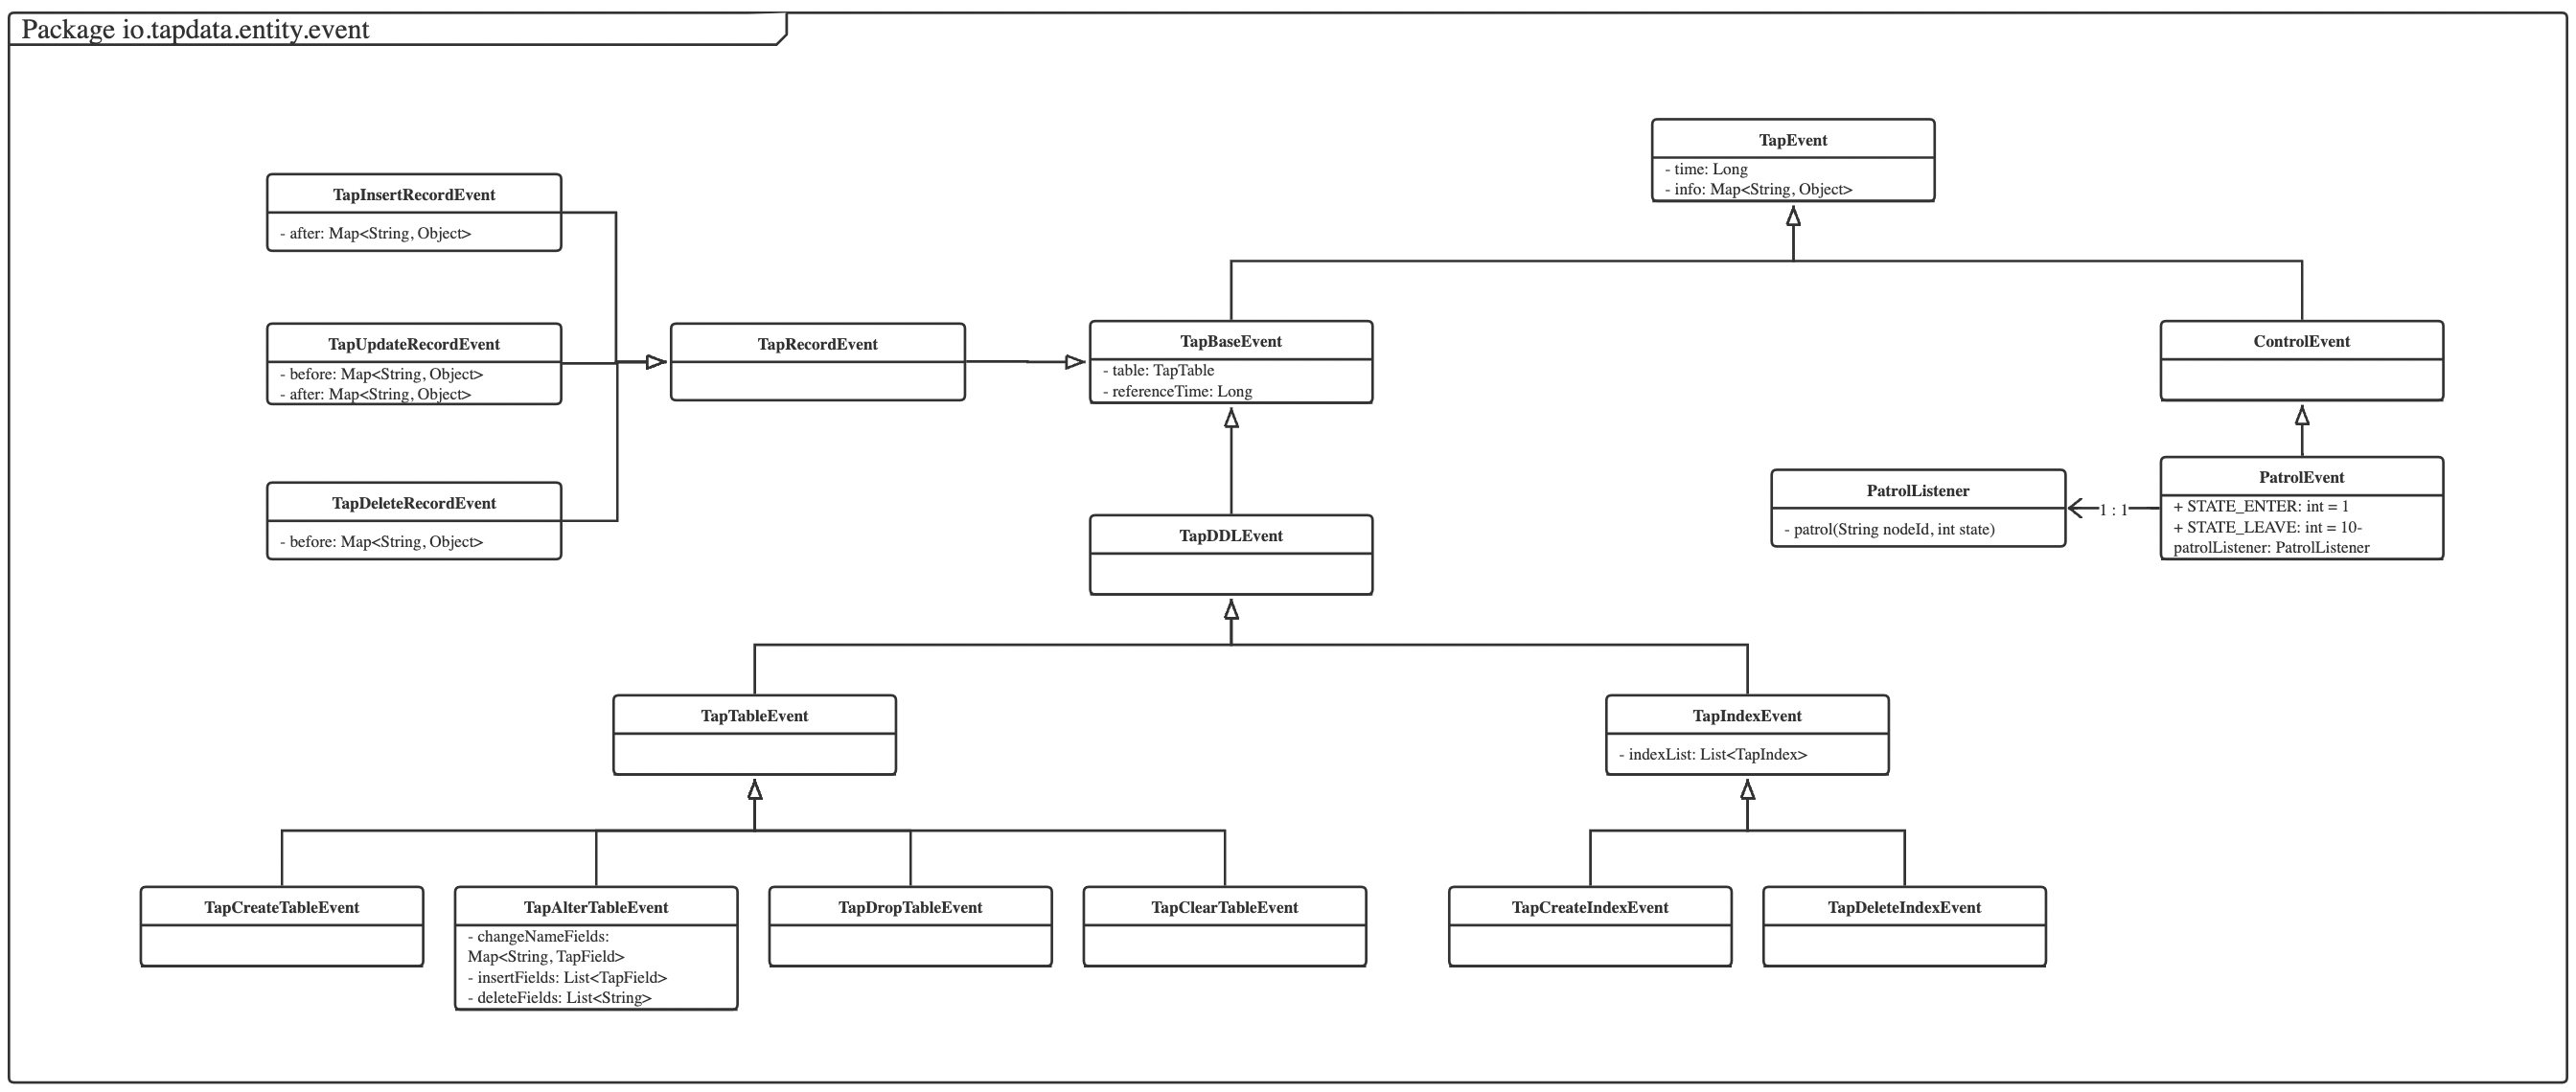 Package io.tapdata.entity.event
TapEvent
- time: Long
- info: Map<String, Object>
TapInsertRecordEvent
- after: Map<String, Object>
TapUpdateRecordEvent
- before: Map<String, Object>
- after: Map<String, Object>
TapRecordEvent
TapBaseEvent
- table: TapTable
- referenceTime: Long
ControlEvent
TapDeleteRecordEvent
- before: Map<String, Object>
PatrolListener
- patrol(String nodeId, int state)
1 : 1
PatrolEvent
+ STATE_ENTER: int = 1
+ STATE_LEAVE: int = 10-
patrolListener: PatrolListener
TapDDLEvent
TapTableEvent
TapIndexEvent
- indexList: List<TapIndex>
TapCreateTableEvent
TapAlterTableEvent
- changeNameFields:
Map<String, TapField>
- insertFields: List<TapField>
- deleteFields: List<String>
TapDropTableEvent
TapClearTableEvent
TapCreateIndexEvent
TapDeleteIndexEvent